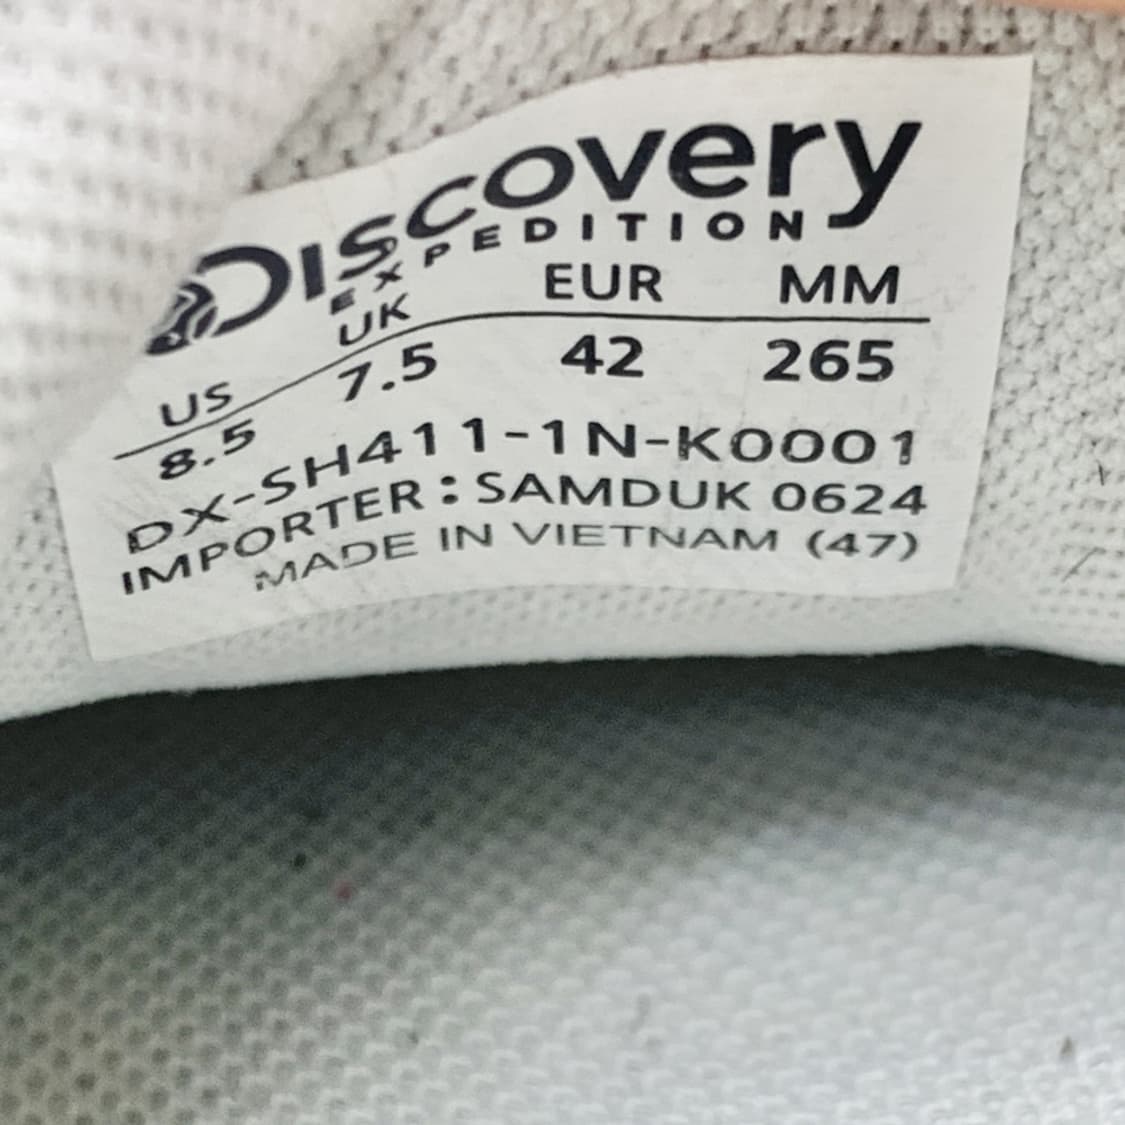 Discovery
EXPEDITION
US UK EUR MM
8.5 7.5 42 265
DX-SH411-1N-K0001
IMPORTER : SAMDUK 0624
MADE IN VIETNAM (47)